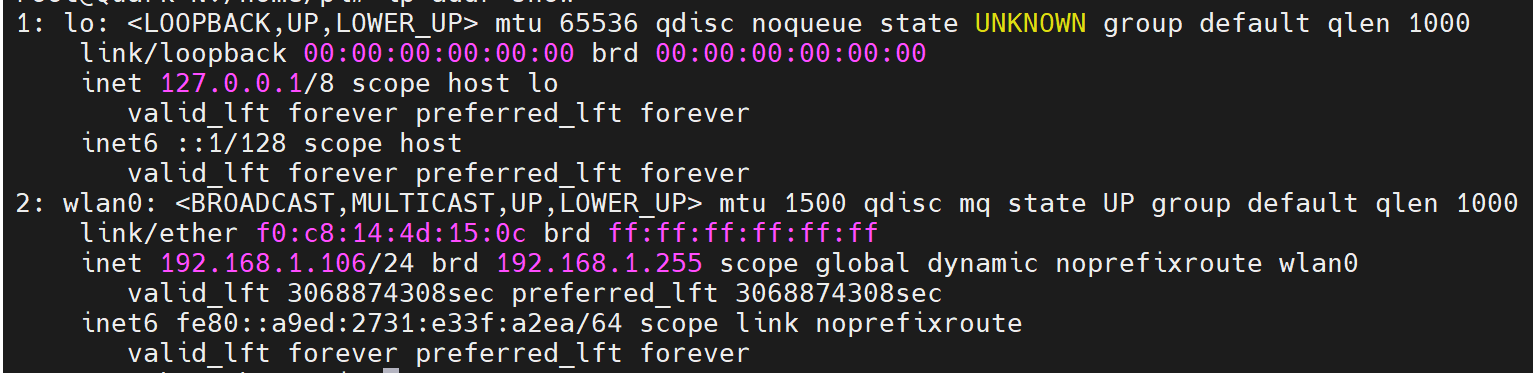 1: lo: <LOOPBACK,UP,LOWER_UP> mtu 65536 qdisc noqueue state UNKNOWN group default qlen 1000
    link/loopback 00:00:00:00:00:00 brd 00:00:00:00:00:00
    inet 127.0.0.1/8 scope host lo
       valid_lft forever preferred_lft forever
    inet6 ::1/128 scope host
       valid_lft forever preferred_lft forever
2: wlan0: <BROADCAST,MULTICAST,UP,LOWER_UP> mtu 1500 qdisc mq state UP group default qlen 1000
    link/ether f0:c8:14:4d:15:0c brd ff:ff:ff:ff:ff:ff
    inet 192.168.1.106/24 brd 192.168.1.255 scope global dynamic noprefixroute wlan0
       valid_lft 3068874308sec preferred_lft 3068874308sec
    inet6 fe80::a9ed:2731:e33f:a2ea/64 scope link noprefixroute
       valid_lft forever preferred_lft forever